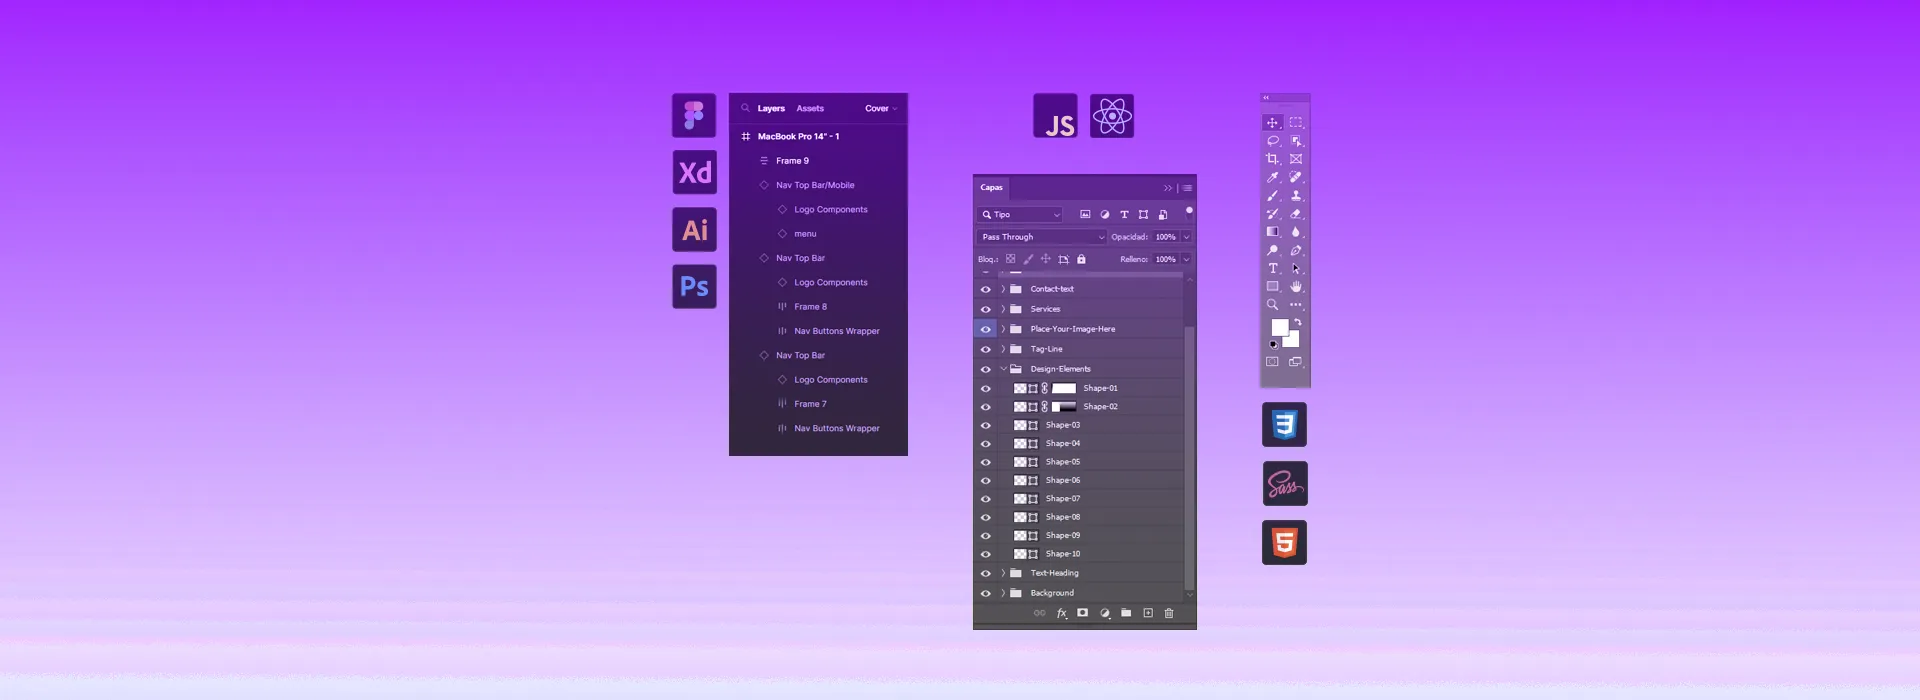 Xd
Ai
Ps
Layers Assets Cover
MacBook Pro 14" - 1
Frame 9
Nav Top Bar/Mobile
Logo Components
menu
Nav Top Bar
Logo Components
Frame 8
Nav Buttons Wrapper
Nav Top Bar
Logo Components
Frame 7
Nav Buttons Wrapper
JS
Capas
Tipo
Pass Through Opacidad: 100%
Bloq.: Relleno: 100%
Contact-text
Services
Place-Your-Image-Here
Tag-Line
Design-Elements
Shape-01
Shape-02
Shape-03
Shape-04
Shape-05
Shape-06
Shape-07
Shape-08
Shape-09
Shape-10
Text-Heading
Background
fx
3
Sass
5